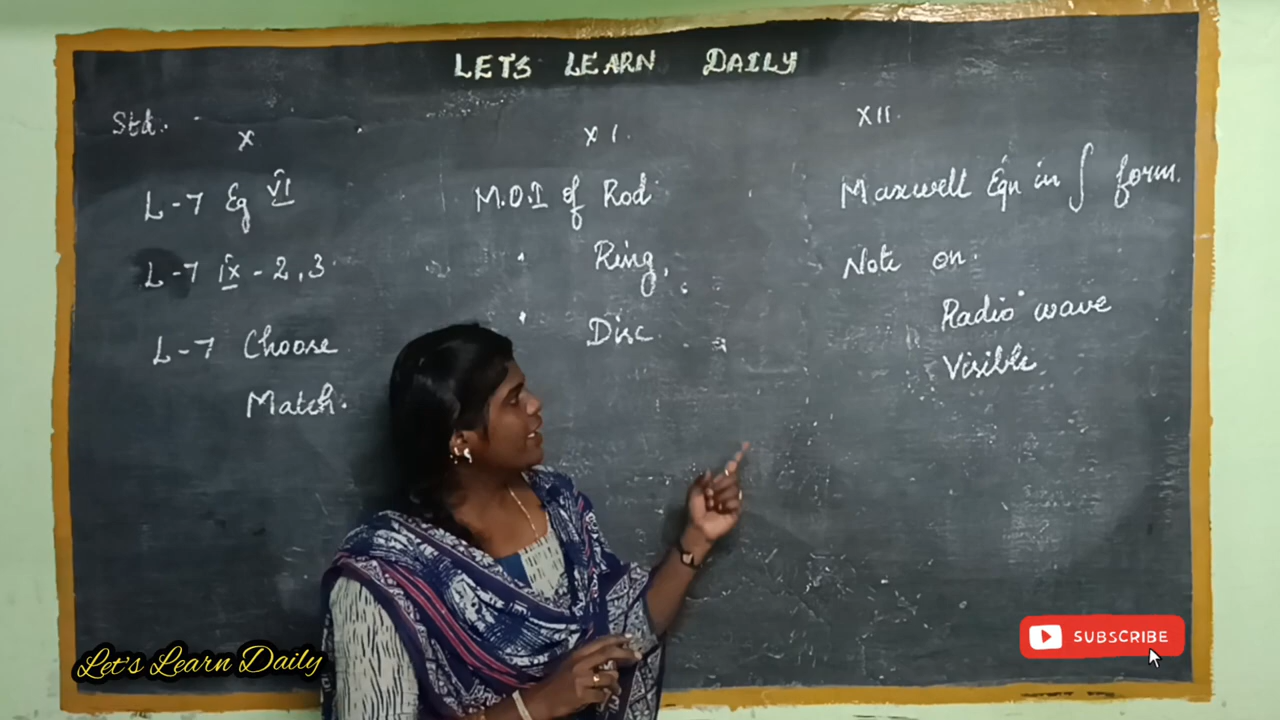 LETS LEARN DAILY
Std. X XI. XII.
L-7 Eg VI M.O.I of Rod Maxwell Eqn in ∫ form.
L-7 IX - 2, 3. " Ring, Note on.
Radio wave
L-7 Choose " Disc.
Visible
Match.
Let's Learn Daily
SUBSCRIBE